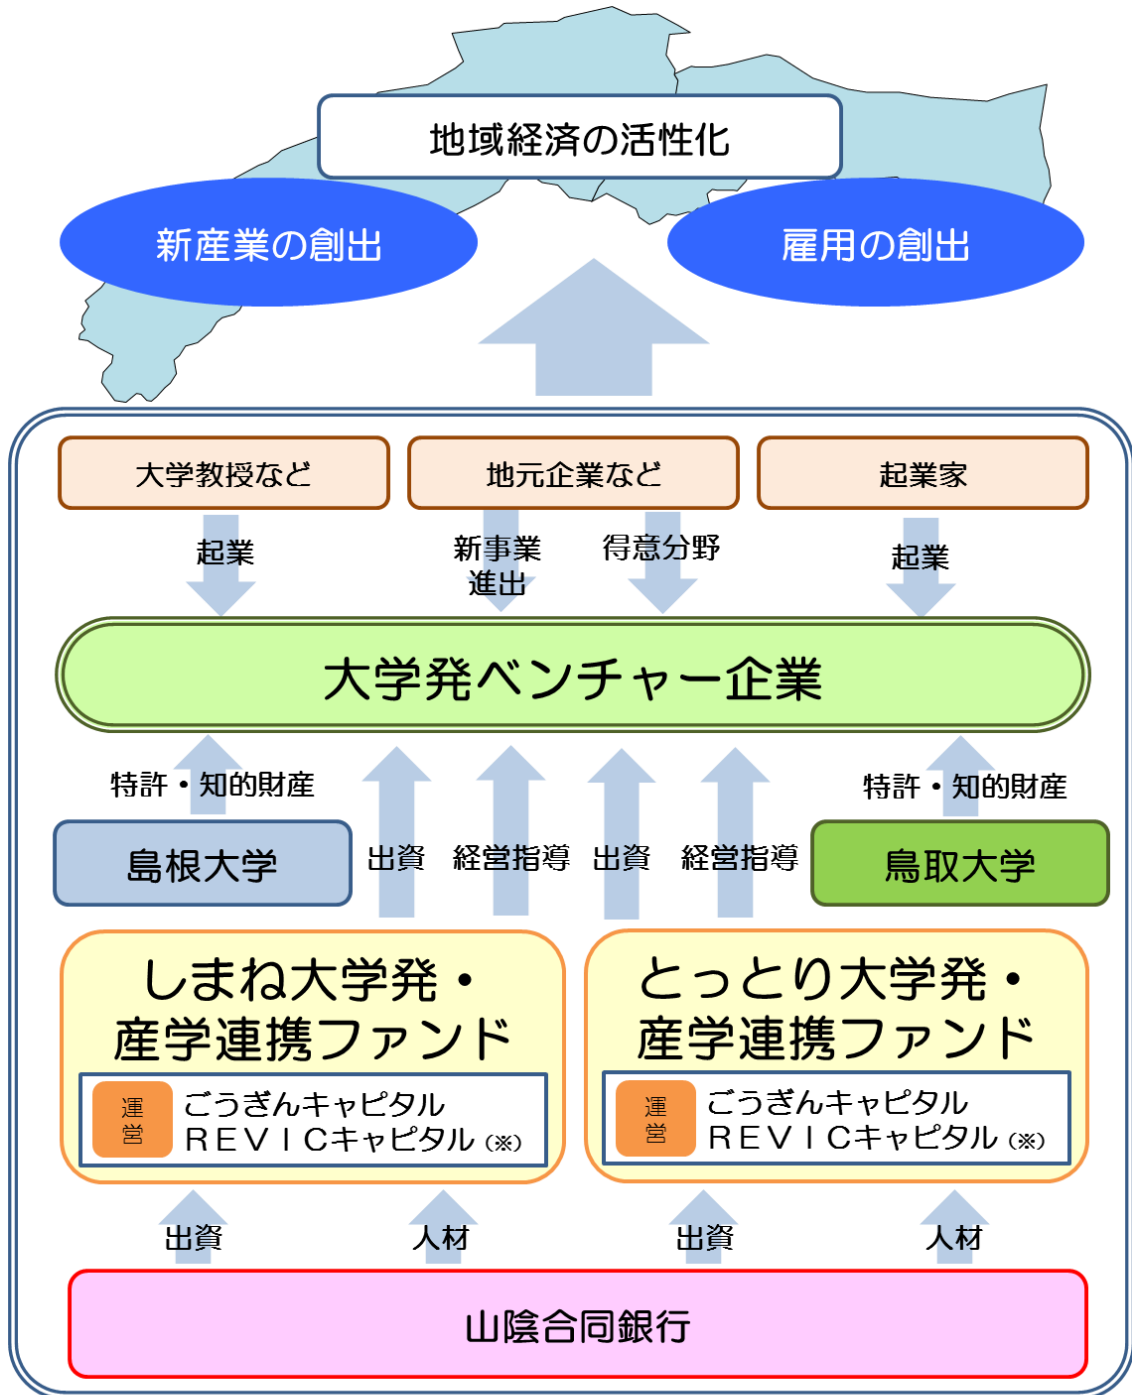 地域経済の活性化
新産業の創出
雇用の創出
大学教授など
地元企業など
起業家
起業
新事業
進出
得意分野
起業
大学発ベンチャー企業
特許・知的財産
特許・知的財産
島根大学
出資
経営指導
出資
経営指導
鳥取大学
しまね大学発・
産学連携ファンド
運
営
ごうぎんキャピタル
ＲＥＶＩＣキャピタル（※）
とっとり大学発・
産学連携ファンド
運
営
ごうぎんキャピタル
ＲＥＶＩＣキャピタル（※）
出資
人材
出資
人材
山陰合同銀行